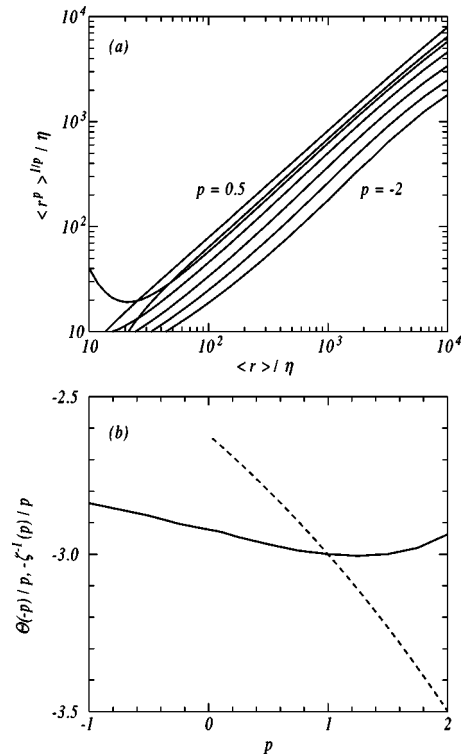 (a)
10^4
10^3
10^2
10
< r^p >^{1/p} / η
p = 0.5
p = -2
10 10^2 10^3 10^4
< r > / η
(b)
-2.5
-3.0
-3.5
Θ(-p) / p, -ζ^{-1}(p) / p
-1 0 1 2
p